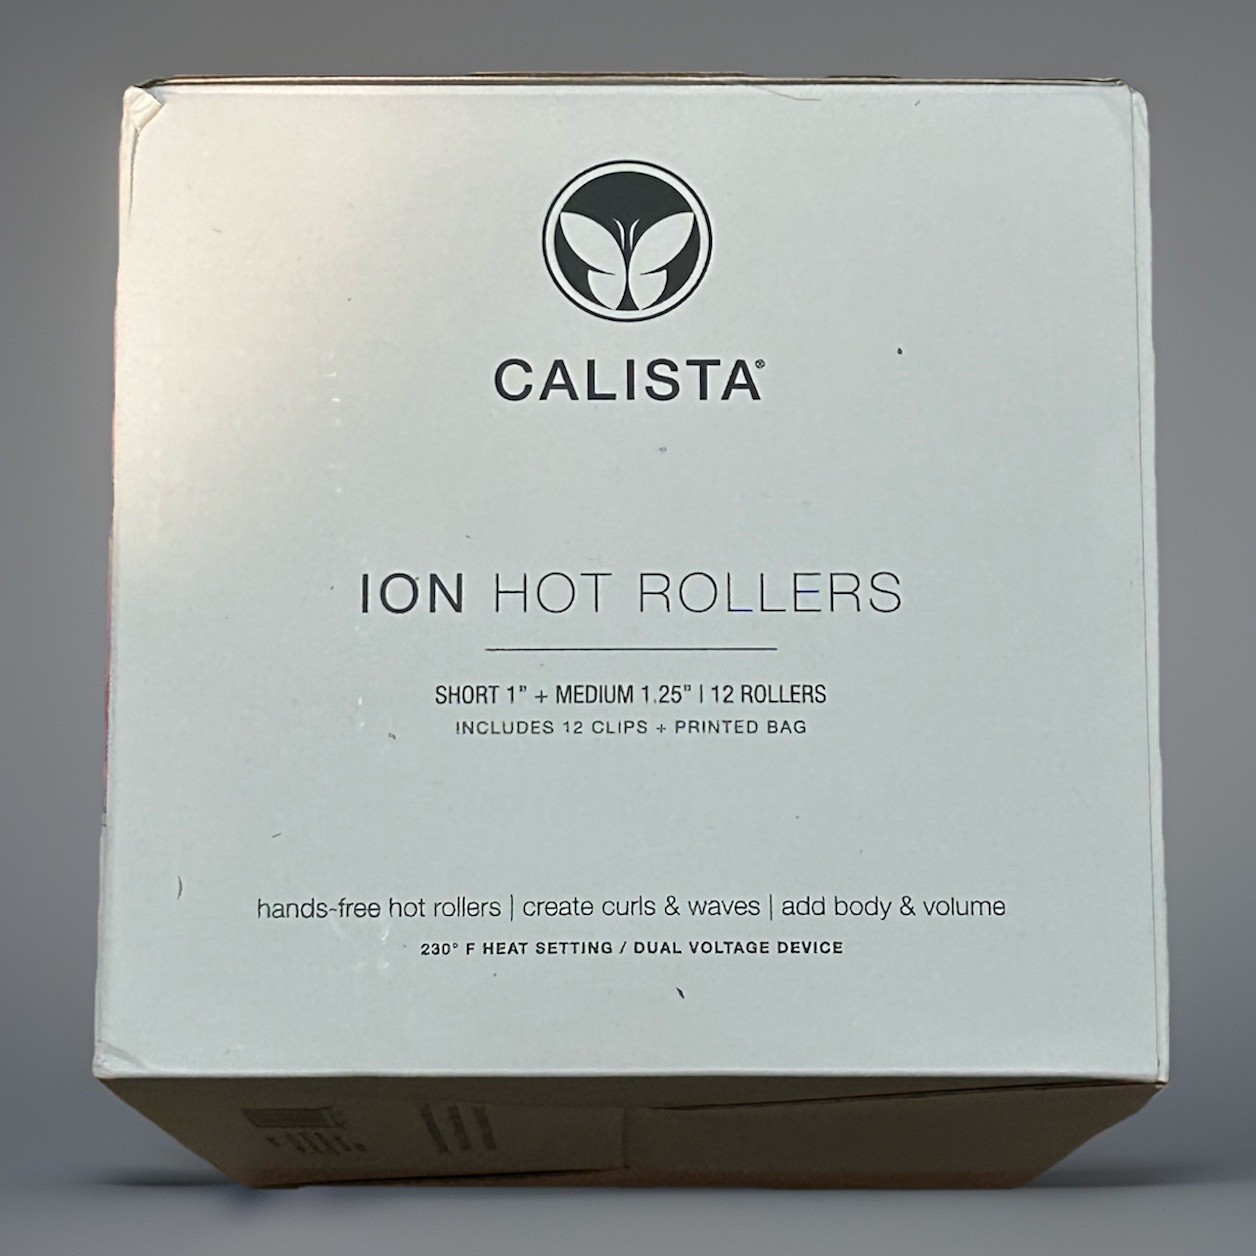 CALISTA®
ION HOT ROLLERS
SHORT 1" + MEDIUM 1.25" | 12 ROLLERS
INCLUDES 12 CLIPS + PRINTED BAG
hands-free hot rollers | create curls & waves | add body & volume
230° F HEAT SETTING / DUAL VOLTAGE DEVICE